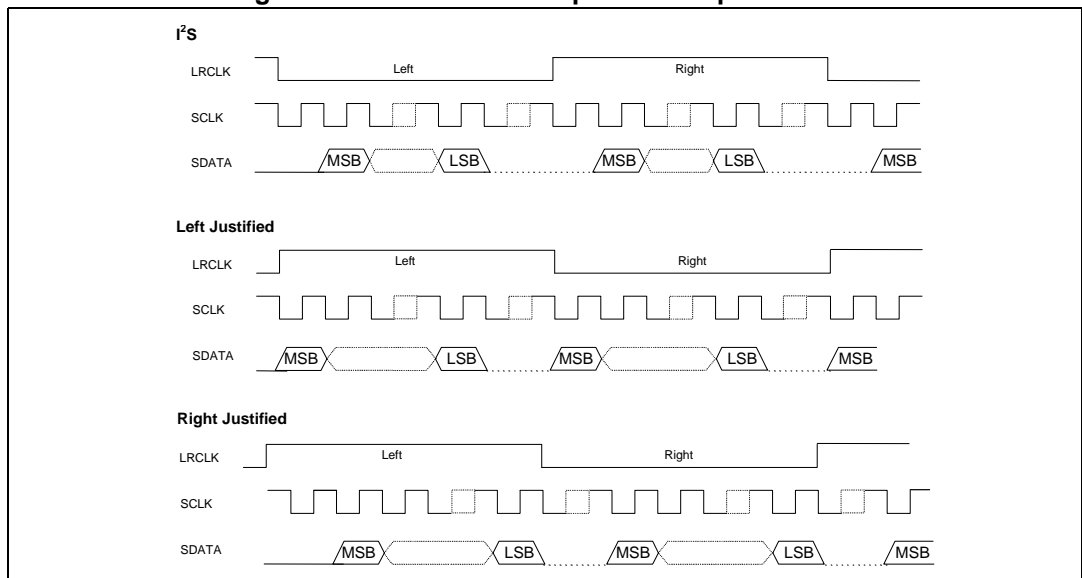 I²S
LRCLK Left Right
SCLK
SDATA MSB LSB MSB LSB MSB
Left Justified
LRCLK Left Right
SCLK
SDATA MSB LSB MSB LSB MSB
Right Justified
LRCLK Left Right
SCLK
SDATA MSB LSB MSB LSB MSB